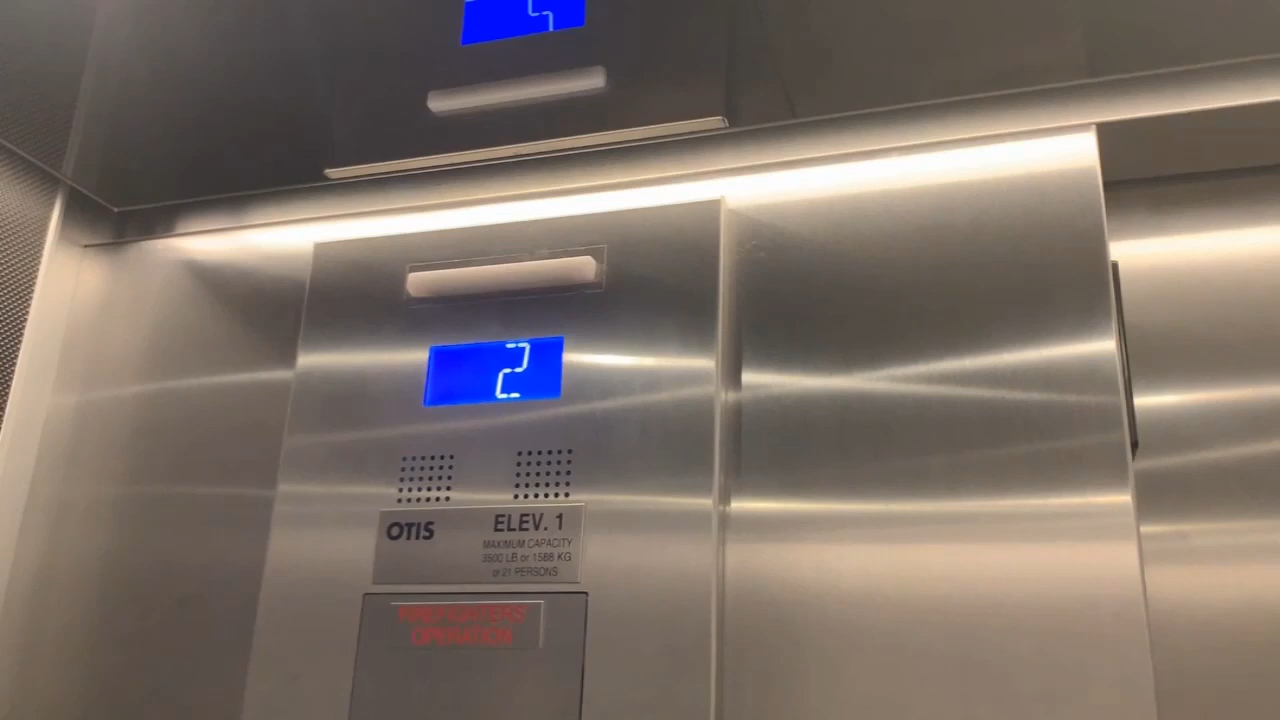 2
OTIS
ELEV. 1
MAXIMUM CAPACITY
3500 LB or 1588 KG
or 21 PERSONS
FIREFIGHTERS'
OPERATION